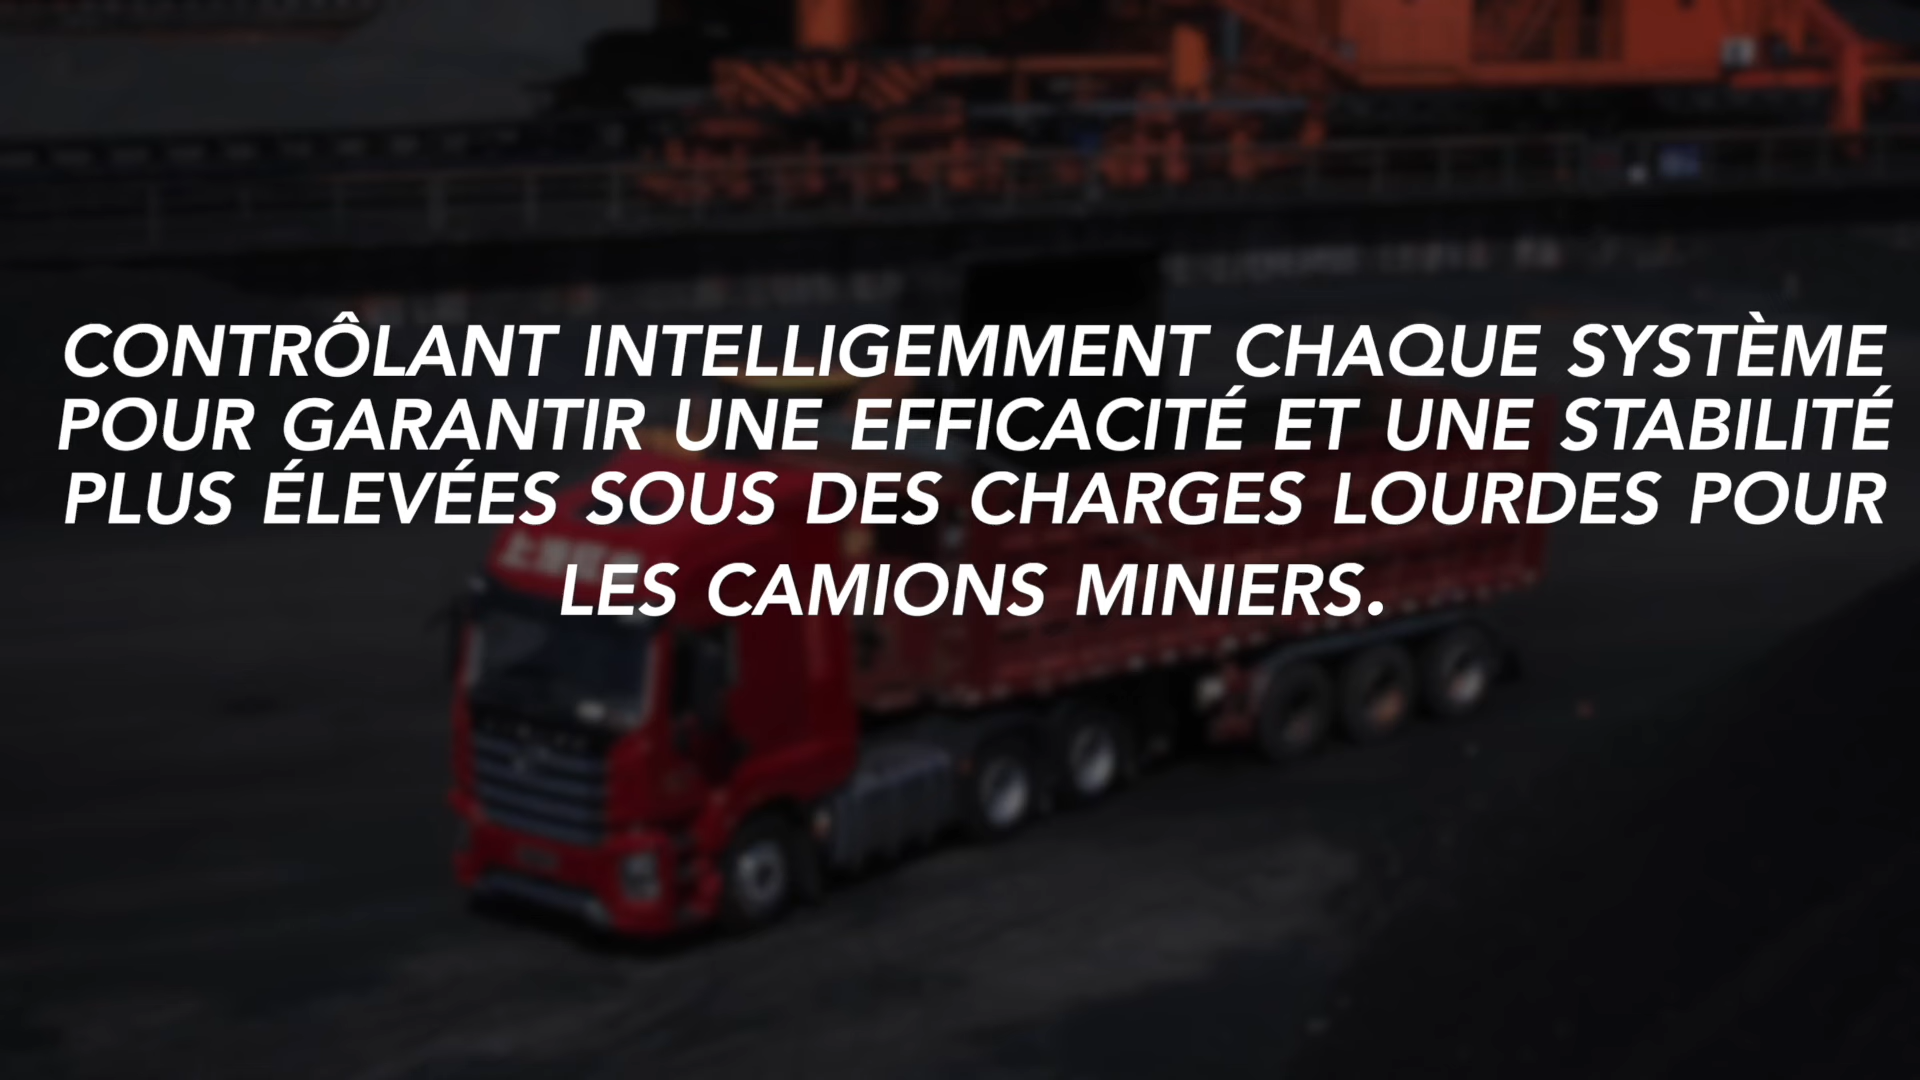 CONTRÔLANT INTELLIGEMMENT CHAQUE SYSTÈME
POUR GARANTIR UNE EFFICACITÉ ET UNE STABILITÉ
PLUS ÉLEVÉES SOUS DES CHARGES LOURDES POUR
LES CAMIONS MINIERS.